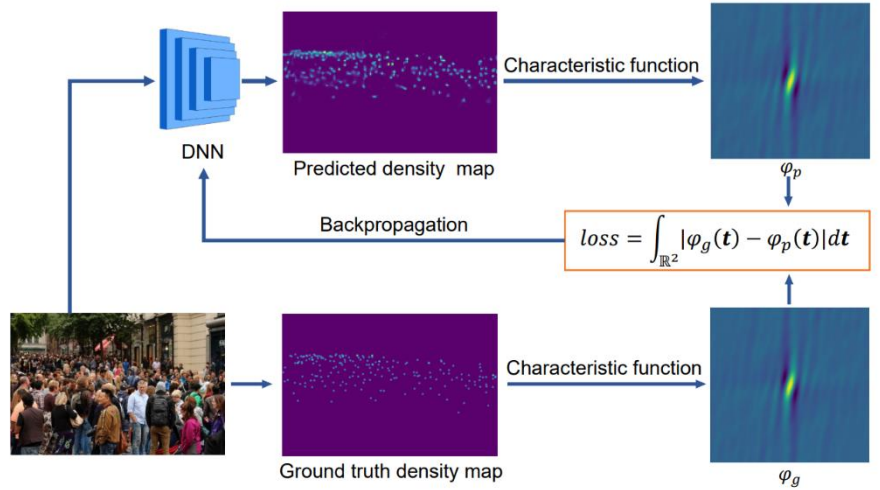 Characteristic function
DNN
Predicted density map
φₚ
Backpropagation
loss = ∫_ℝ² |φg(t) − φₚ(t)|dt
Characteristic function
Ground truth density map
φg